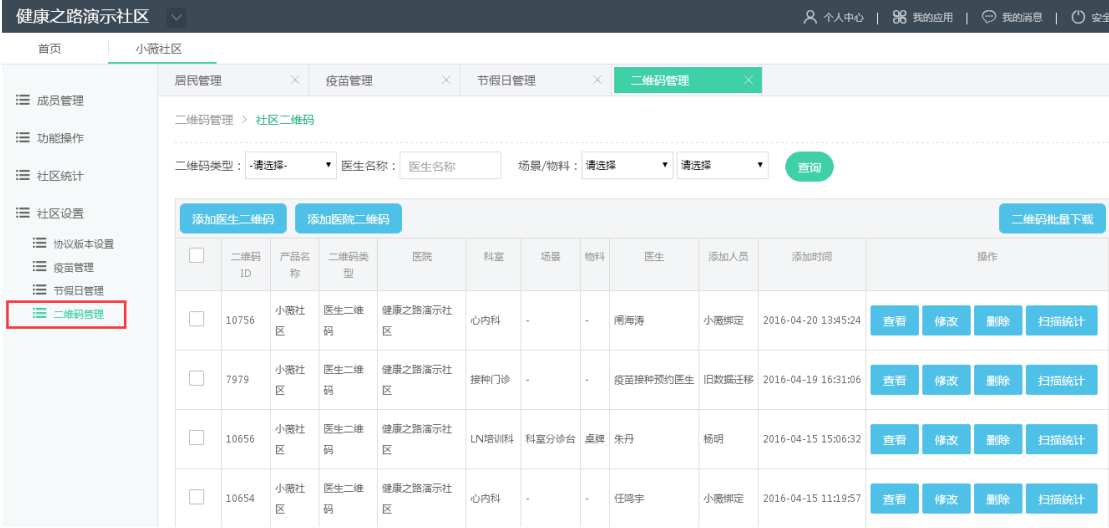 健康之路演示社区
个人中心 | 我的应用 | 我的消息 | 安全
首页 小薇社区
成员管理
功能操作
社区统计
社区设置
协议版本设置
疫苗管理
节假日管理
二维码管理
居民管理 疫苗管理 节假日管理 二维码管理
二维码管理 > 社区二维码
二维码类型: -请选择- 医生名称: 医生名称 场景/物料: 请选择 请选择 查询
添加医生二维码 添加医院二维码 二维码批量下载
二维码ID 产品名称 二维码类型 医院 科室 场景 物料 医生 添加人员 添加时间 操作
10756 小薇社区 医生二维码 健康之路演示社区 心内科 - - 闸海涛 小薇绑定 2016-04-20 13:45:24 查看 修改 删除 扫描统计
7979 小薇社区 医生二维码 健康之路演示社区 接种门诊 - - 疫苗接种预约医生 旧数据迁移 2016-04-19 16:31:06 查看 修改 删除 扫描统计
10656 小薇社区 医生二维码 健康之路演示社区 LN培训科 科室分诊台 桌牌 朱丹 杨明 2016-04-15 15:06:32 查看 修改 删除 扫描统计
10654 小薇社区 医生二维码 健康之路演示社区 心内科 - - 任鸣宇 小薇绑定 2016-04-15 11:19:57 查看 修改 删除 扫描统计